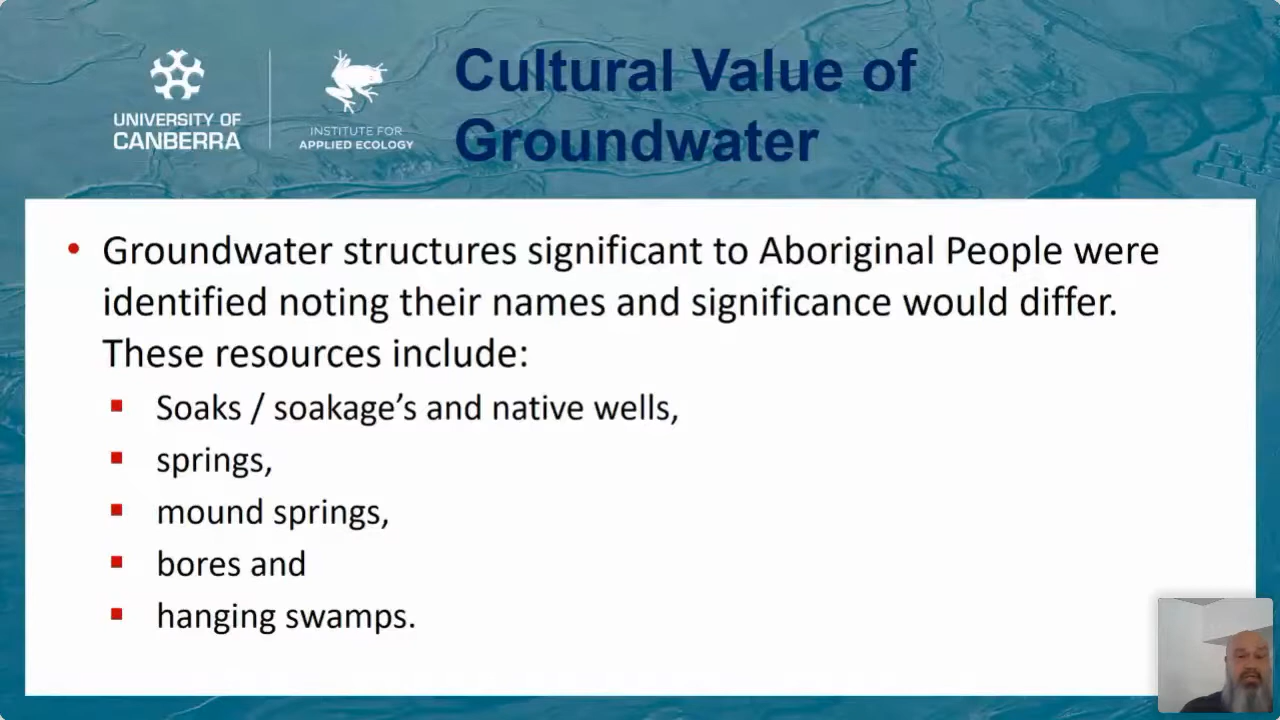 UNIVERSITY OF
CANBERRA
INSTITUTE FOR
APPLIED ECOLOGY
Cultural Value of
Groundwater
• Groundwater structures significant to Aboriginal People were
identified noting their names and significance would differ.
These resources include:
▪ Soaks / soakage’s and native wells,
▪ springs,
▪ mound springs,
▪ bores and
▪ hanging swamps.